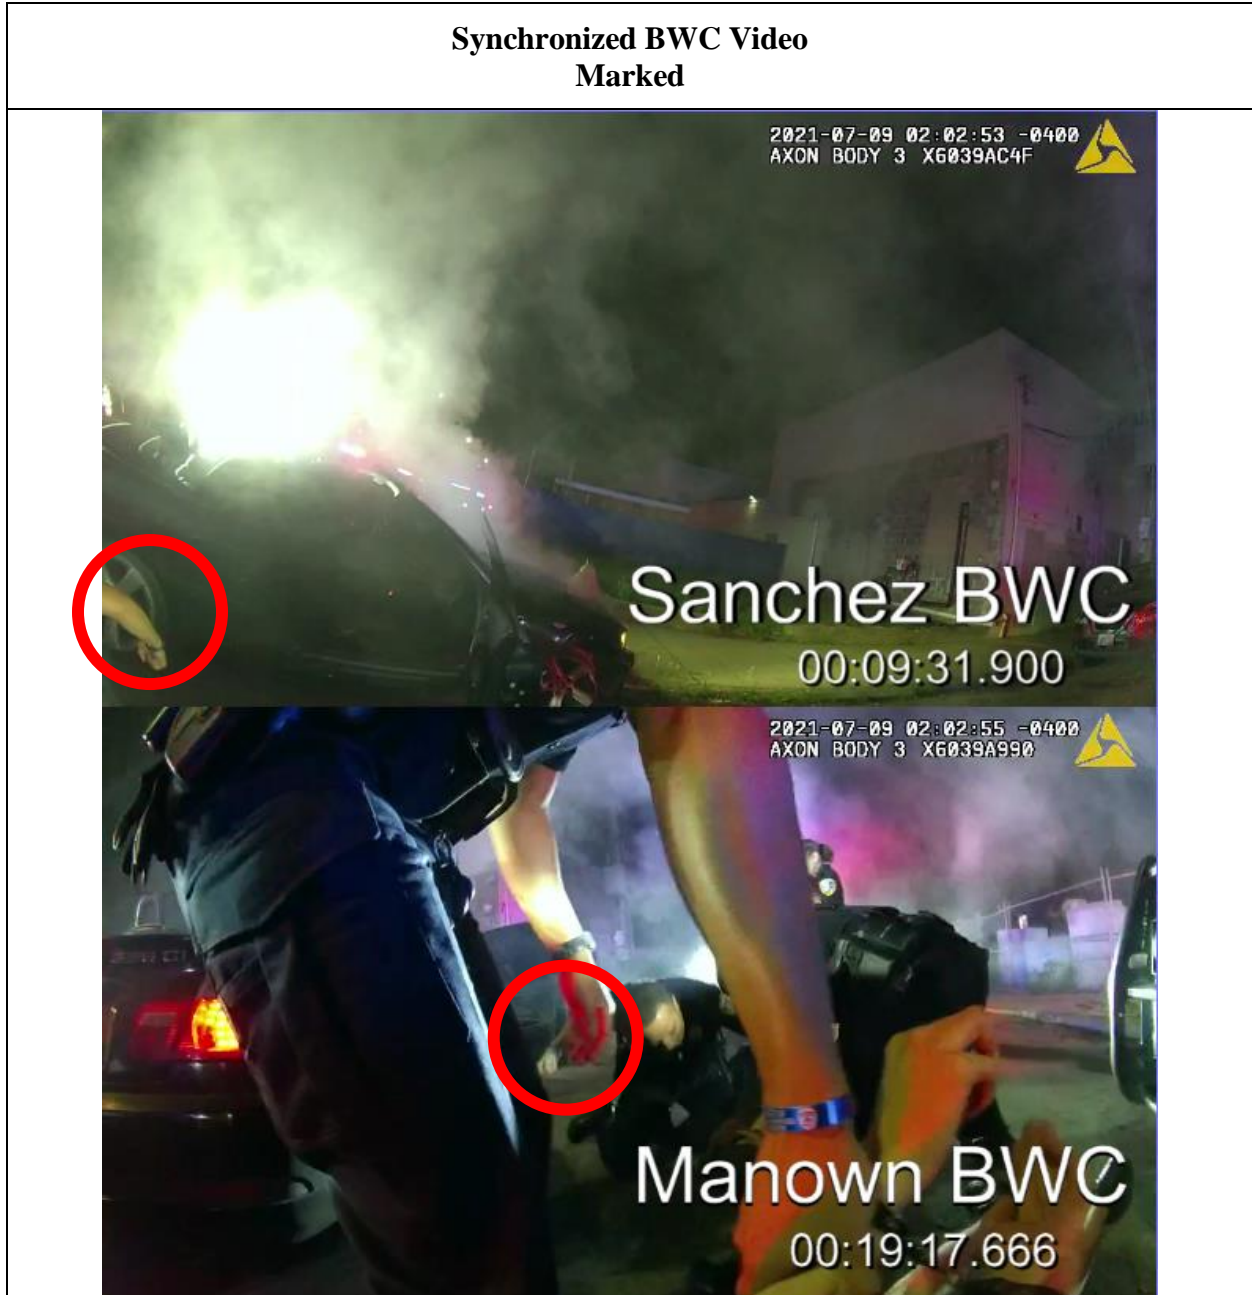 Synchronized BWC Video
Marked
2021-07-09 02:02:53 -0400
AXON BODY 3 X6039AC4F
Sanchez BWC
00:09:31.900
2021-07-09 02:02:55 -0400
AXON BODY 3 X6039A990
Manown BWC
00:19:17.666